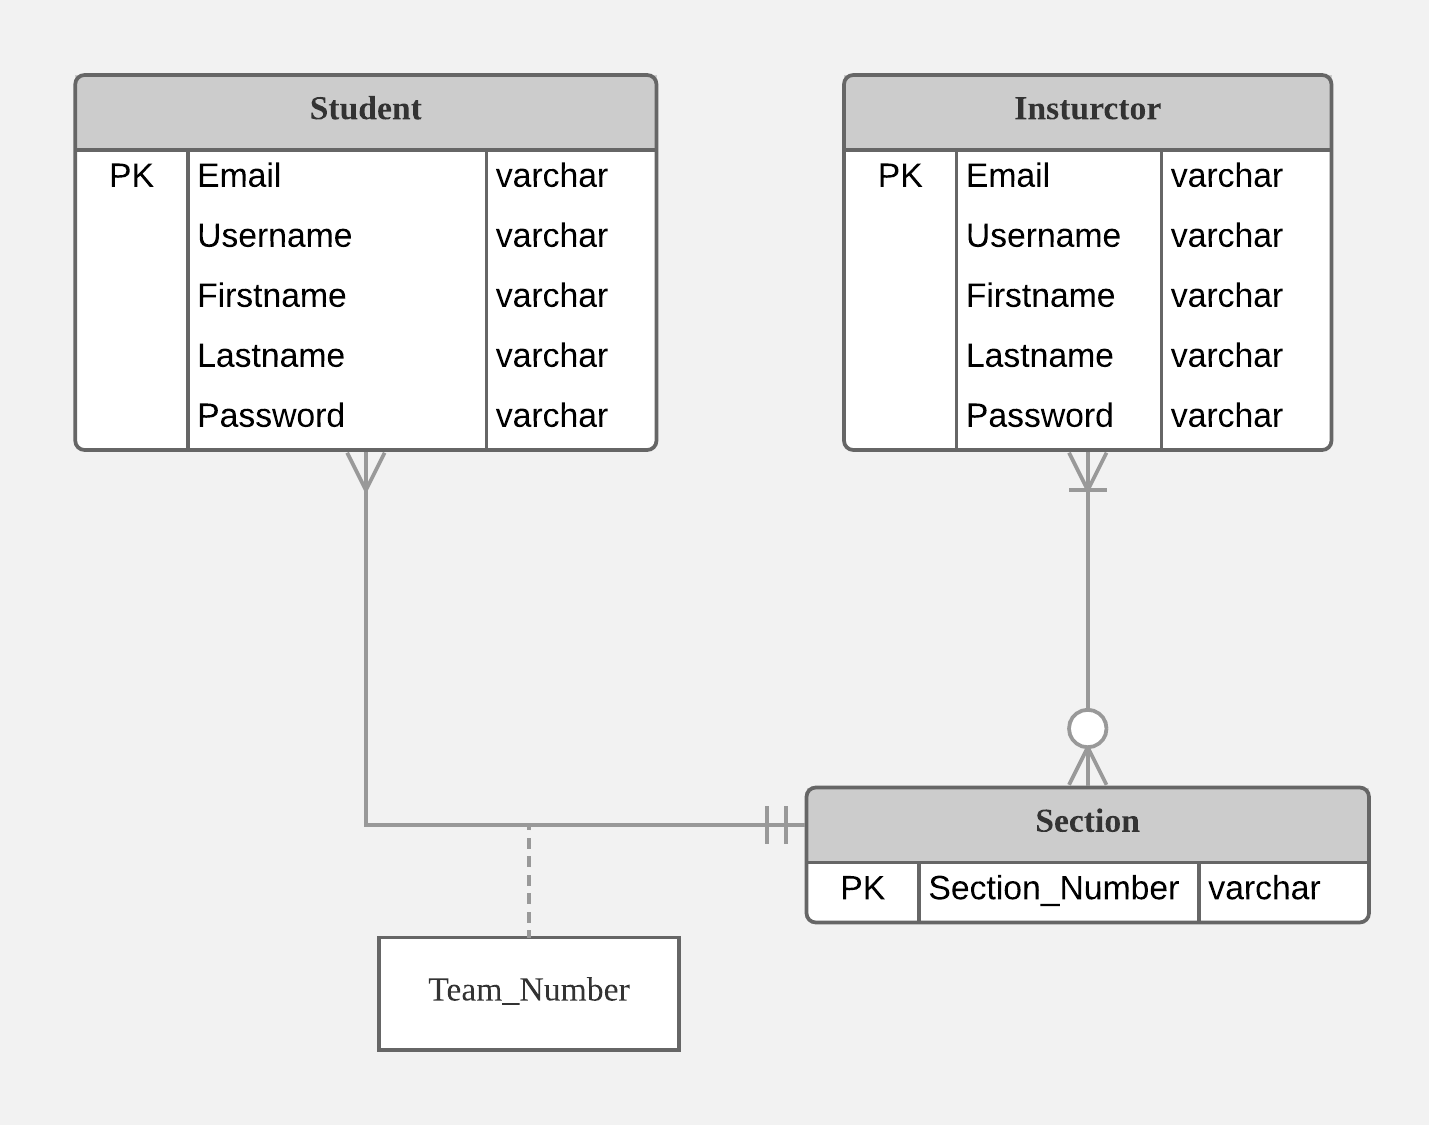 Student
PK Email varchar
Username varchar
Firstname varchar
Lastname varchar
Password varchar
Insturctor
PK Email varchar
Username varchar
Firstname varchar
Lastname varchar
Password varchar
Section
PK Section_Number varchar
Team_Number